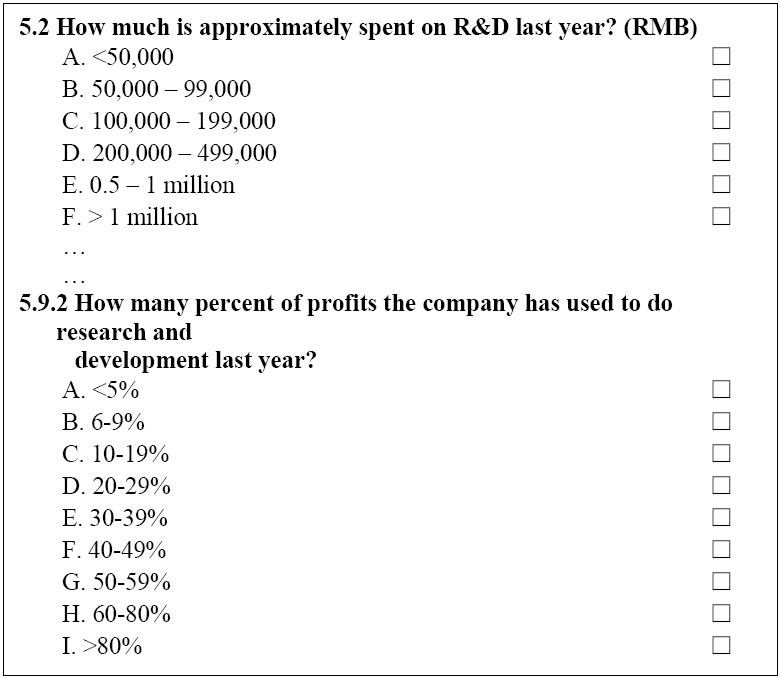 5.2 How much is approximately spent on R&D last year? (RMB)
A. <50,000
B. 50,000 – 99,000
C. 100,000 – 199,000
D. 200,000 – 499,000
E. 0.5 – 1 million
F. > 1 million
…
…
5.9.2 How many percent of profits the company has used to do
research and
development last year?
A. <5%
B. 6-9%
C. 10-19%
D. 20-29%
E. 30-39%
F. 40-49%
G. 50-59%
H. 60-80%
I. >80%